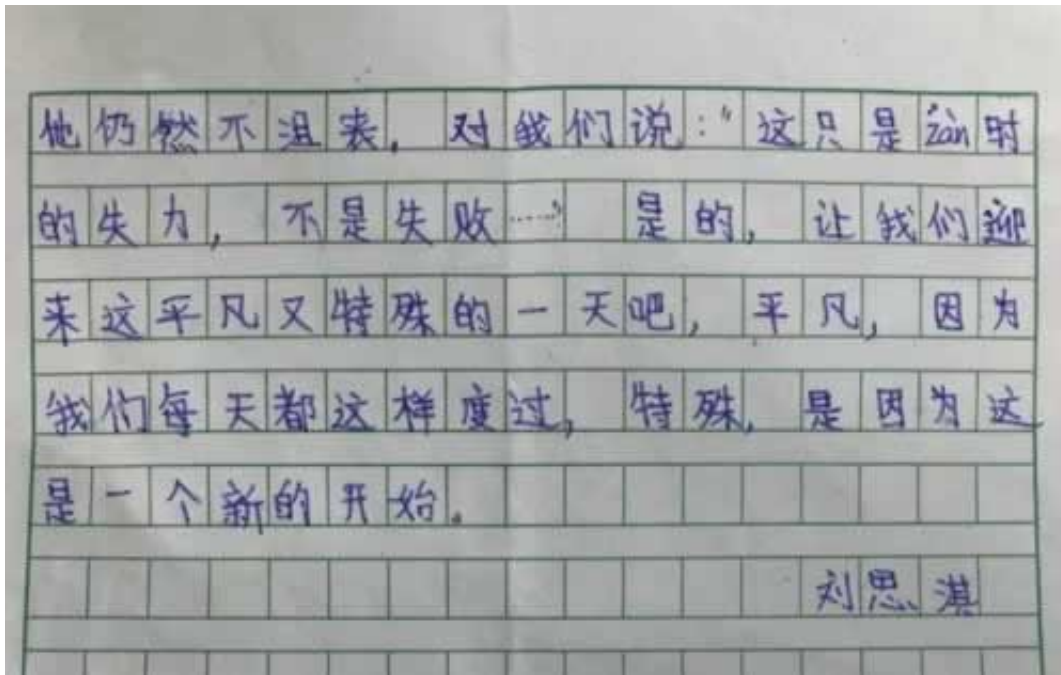 他仍然不沮丧，对我们说：“这只是zàn时
的失力，不是失败……”是的，让我们迎
来这平凡又特殊的一天吧，平凡，因为
我们每天都这样度过，特殊，是因为这
是一个新的开始。
刘思淇